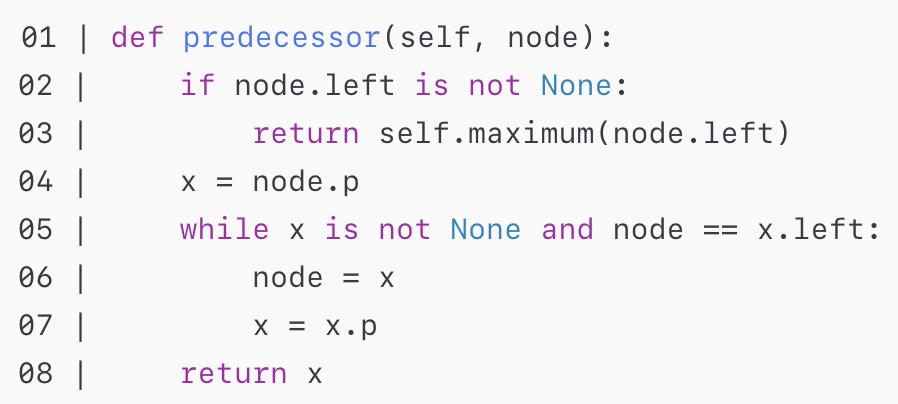 01 | def predecessor(self, node):
02 |     if node.left is not None:
03 |         return self.maximum(node.left)
04 |     x = node.p
05 |     while x is not None and node == x.left:
06 |         node = x
07 |         x = x.p
08 |     return x